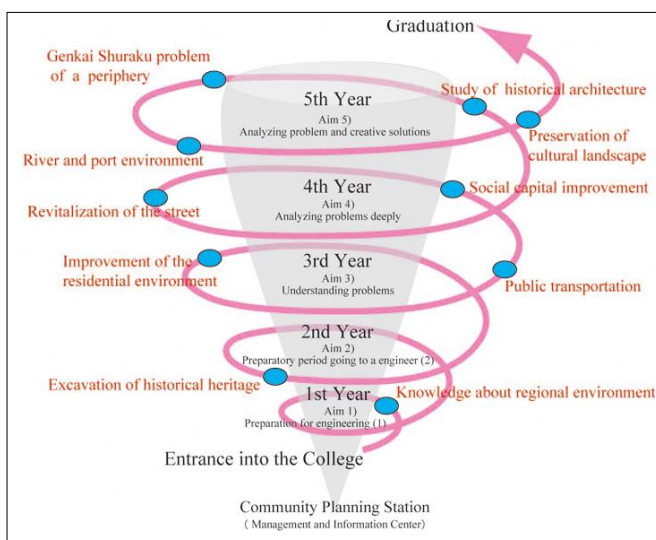 Graduation
Genkai Shuraku problem
of a periphery
Study of historical architecture
5th Year
Aim 5)
Analyzing problem and creative solutions
Preservation of
cultural landscape
River and port environment
4th Year
Aim 4)
Analyzing problems deeply
Social capital improvement
Revitalization of the street
3rd Year
Aim 3)
Understanding problems
Improvement of the
residential environment
Public transportation
2nd Year
Aim 2)
Preparatory period going to a engineer (2)
Excavation of historical heritage
1st Year
Aim 1)
Preparation for engineering (1)
Knowledge about regional environment
Entrance into the College
Community Planning Station
( Management and Information Center)